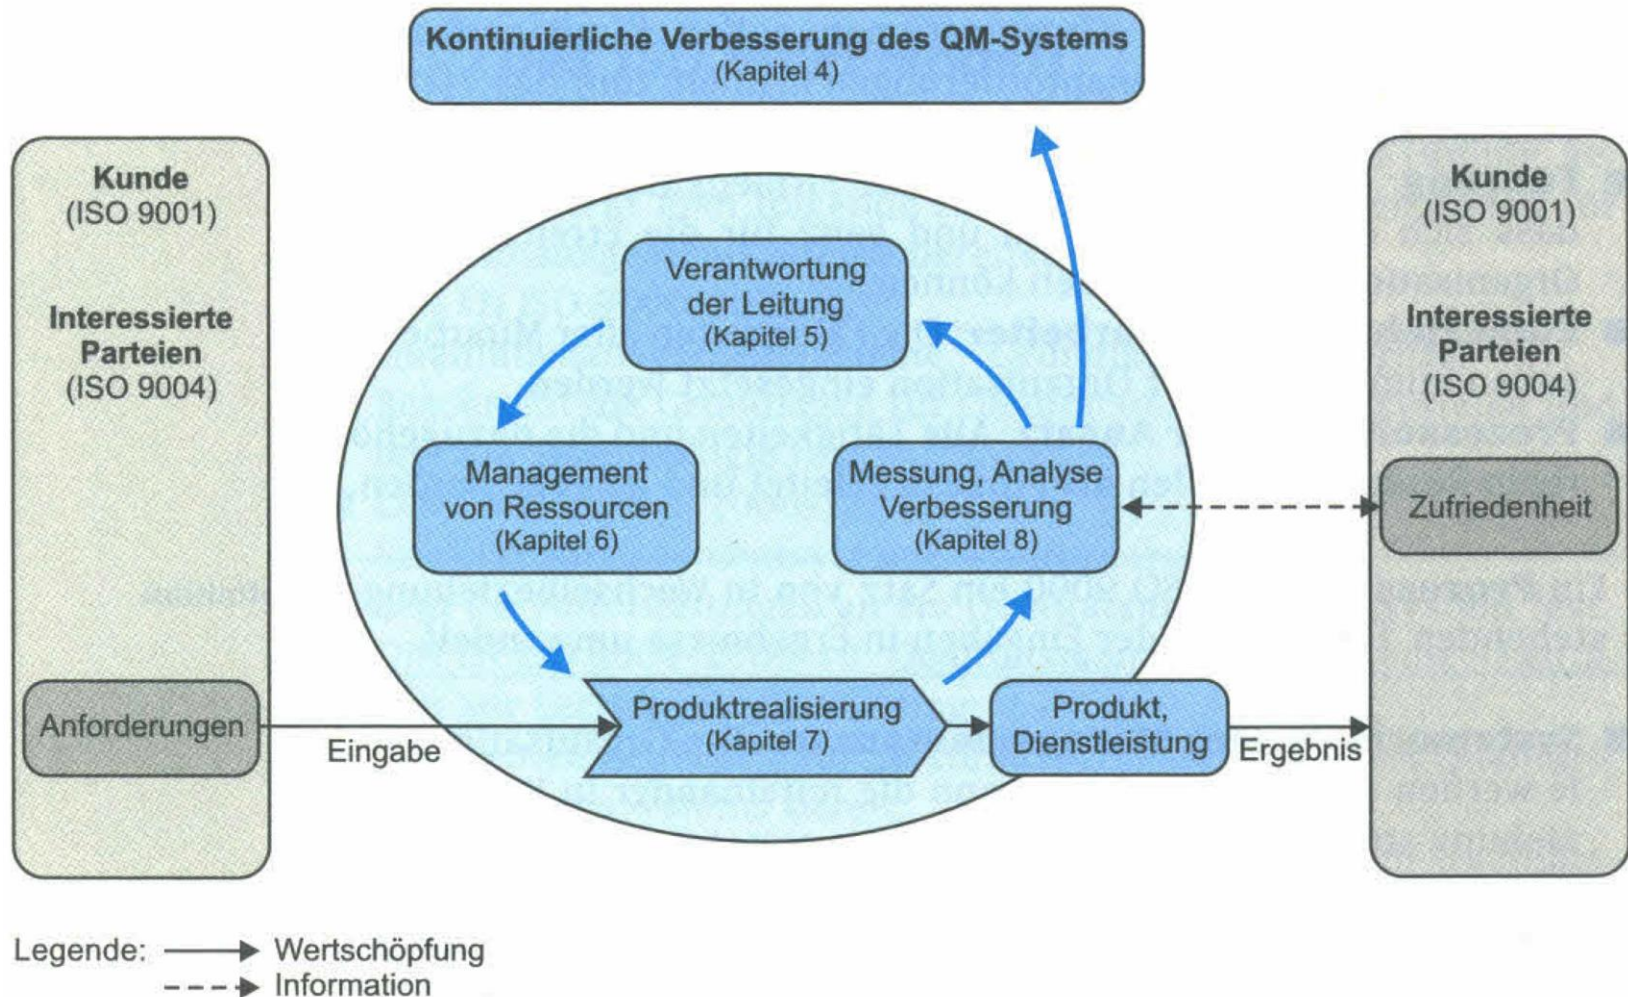 Kontinuierliche Verbesserung des QM-Systems
(Kapitel 4)
Kunde
(ISO 9001)
Interessierte
Parteien
(ISO 9004)
Anforderungen
Eingabe
Verantwortung
der Leitung
(Kapitel 5)
Management
von Ressourcen
(Kapitel 6)
Messung, Analyse
Verbesserung
(Kapitel 8)
Produktrealisierung
(Kapitel 7)
Produkt,
Dienstleistung
Ergebnis
Kunde
(ISO 9001)
Interessierte
Parteien
(ISO 9004)
Zufriedenheit
Legende:
Wertschöpfung
Information